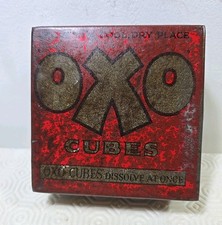 DRY PLACE
OXO
CUBES
OXO CUBES DISSOLVE AT ONCE